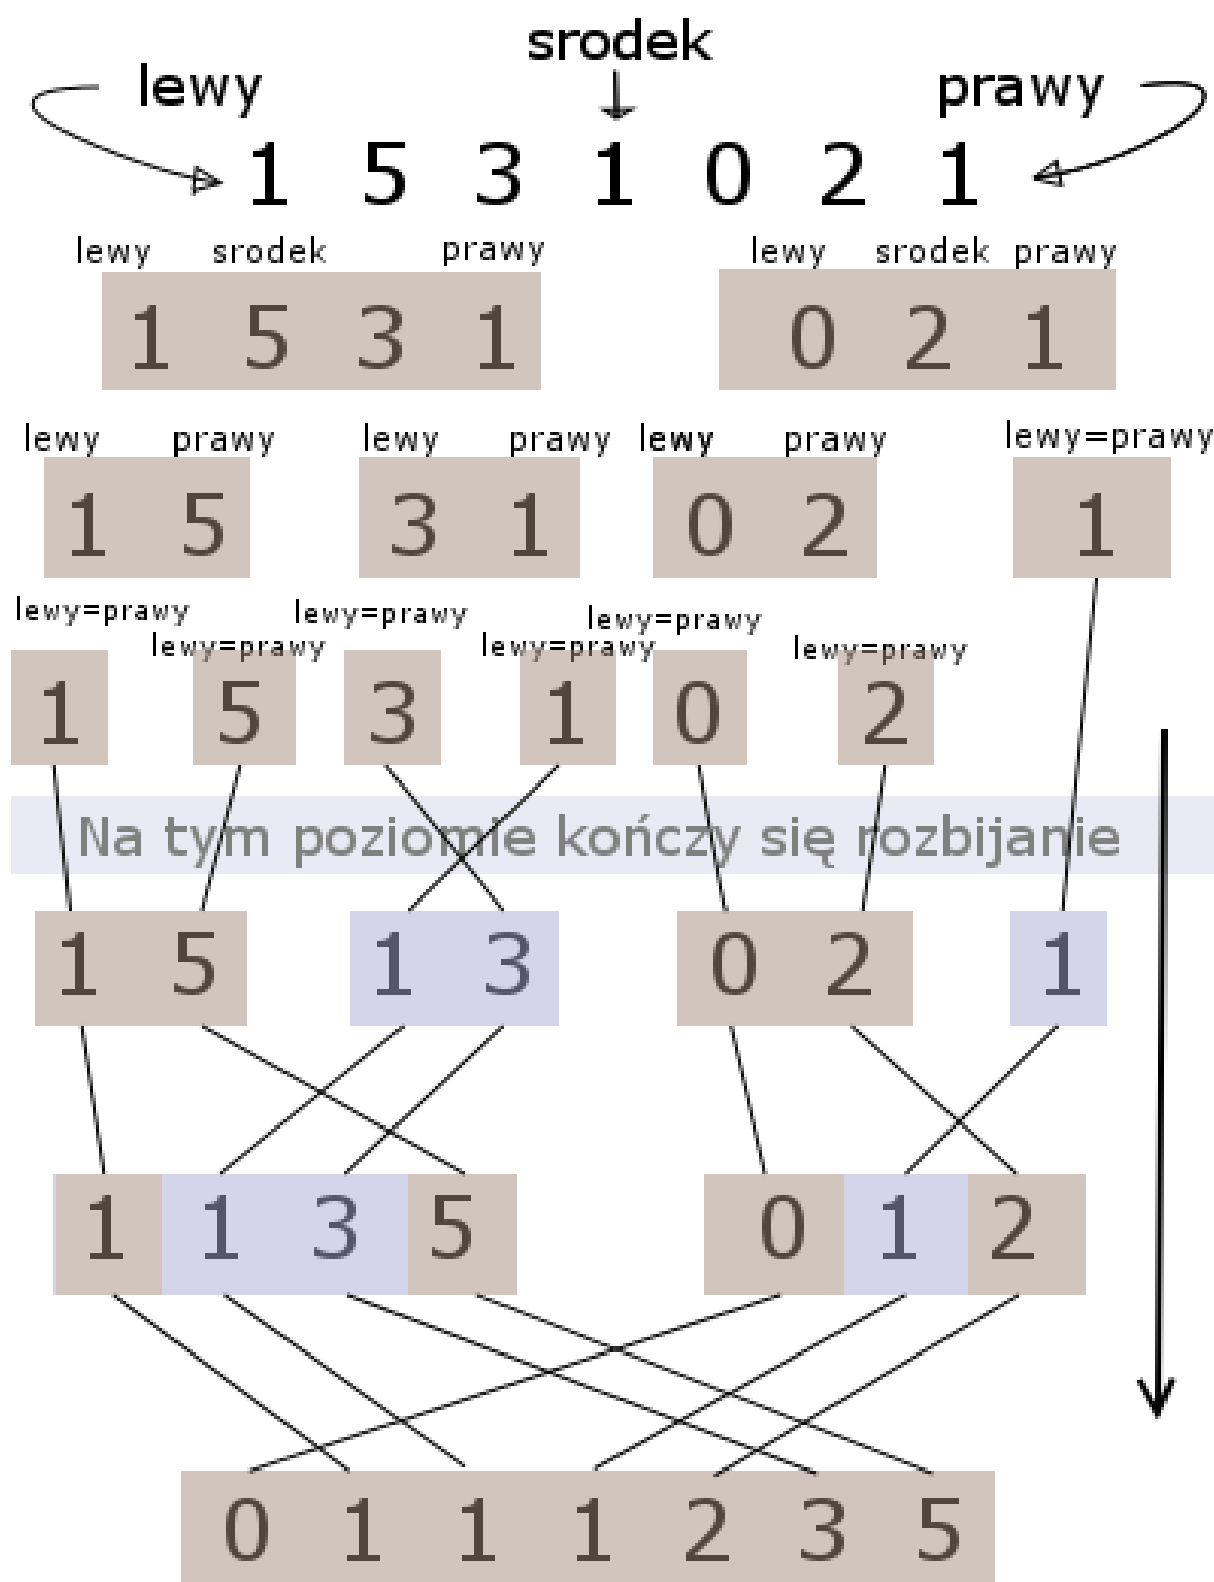 srodek
lewy prawy
1 5 3 1 0 2 1
lewy srodek prawy lewy srodek prawy
1 5 3 1 0 2 1
lewy prawy lewy prawy lewy prawy lewy=prawy
1 5 3 1 0 2 1
lewy=prawy lewy=prawy lewy=prawy
lewy=prawy lewy=prawy lewy=prawy
1 5 3 1 0 2
Na tym poziomie kończy się rozbijanie
1 5 1 3 0 2 1
1 1 3 5 0 1 2
0 1 1 1 2 3 5